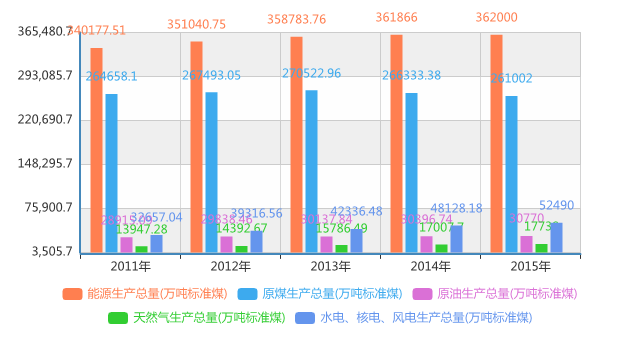 365,480.7
293,085.7
220,690.7
148,295.7
75,900.7
3,505.7
340177.51 351040.75 358783.76 361866 362000
264658.1 267493.05 270522.96 266333.38 261002
28915.09 29838.46 30137.84 30396.74 30770
13947.28 14392.67 15786.49 17007.7
32657.04 39316.56 42336.48 48128.18 52490
2011年 2012年 2013年 2014年 2015年
能源生产总量(万吨标准煤) 原煤生产总量(万吨标准煤) 原油生产总量(万吨标准煤)
天然气生产总量(万吨标准煤) 水电、核电、风电生产总量(万吨标准煤)